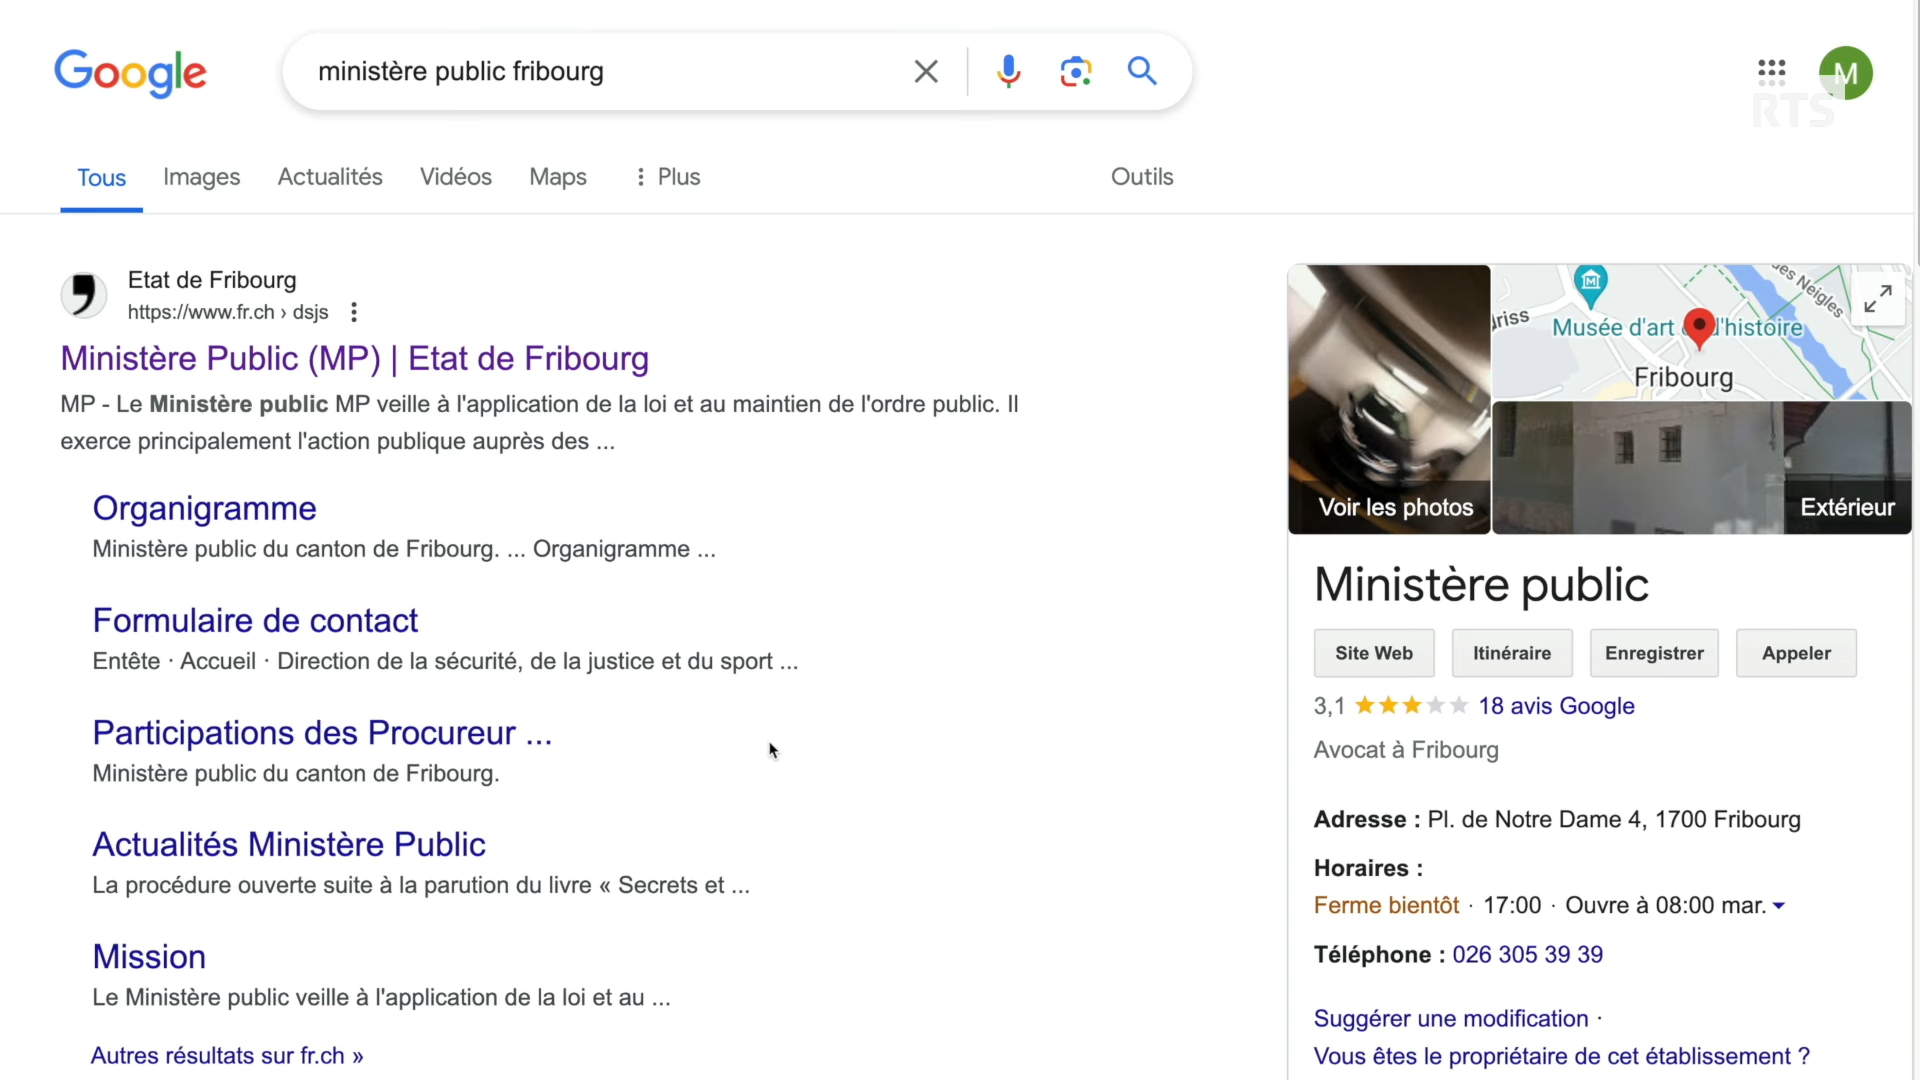 Google
ministère public fribourg
M
RTS
Tous
Images
Actualités
Vidéos
Maps
Plus
Outils
Etat de Fribourg
https://www.fr.ch › dsjs
Ministère Public (MP) | Etat de Fribourg
MP - Le Ministère public MP veille à l'application de la loi et au maintien de l'ordre public. Il
exerce principalement l'action publique auprès des ...
Organigramme
Ministère public du canton de Fribourg. ... Organigramme ...
Formulaire de contact
Entête · Accueil · Direction de la sécurité, de la justice et du sport ...
Participations des Procureur ...
Ministère public du canton de Fribourg.
Actualités Ministère Public
La procédure ouverte suite à la parution du livre « Secrets et ...
Mission
Le Ministère public veille à l'application de la loi et au ...
Autres résultats sur fr.ch »
des Neigles
Musée d'art d'histoire
Fribourg
Voir les photos
Extérieur
Ministère public
Site Web
Itinéraire
Enregistrer
Appeler
3,1
18 avis Google
Avocat à Fribourg
Adresse : Pl. de Notre Dame 4, 1700 Fribourg
Horaires :
Ferme bientôt · 17:00 · Ouvre à 08:00 mar.
Téléphone : 026 305 39 39
Suggérer une modification ·
Vous êtes le propriétaire de cet établissement ?